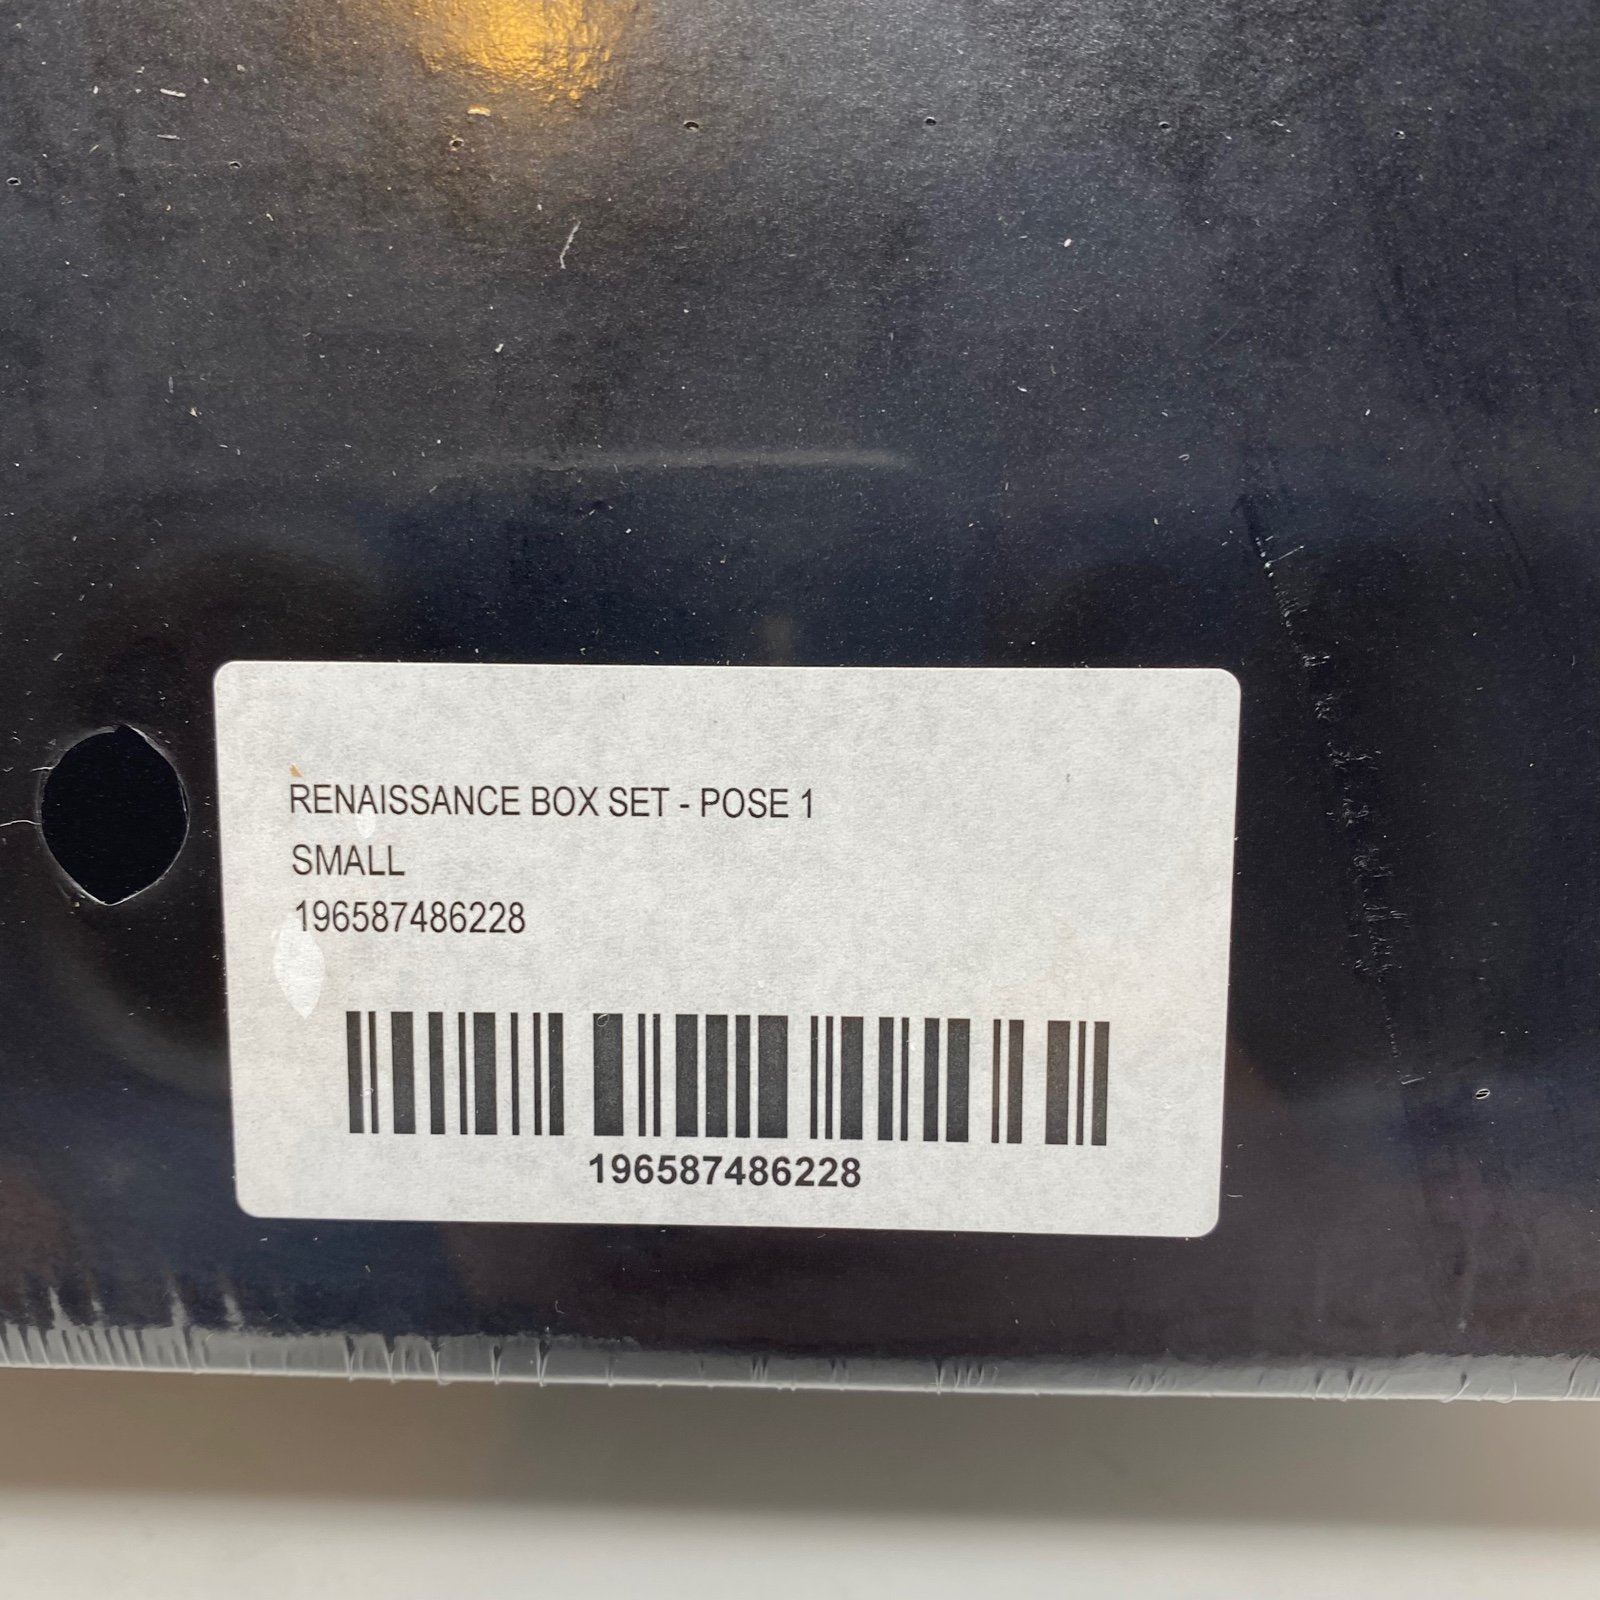 RENAISSANCE BOX SET - POSE 1
SMALL
196587486228
196587486228